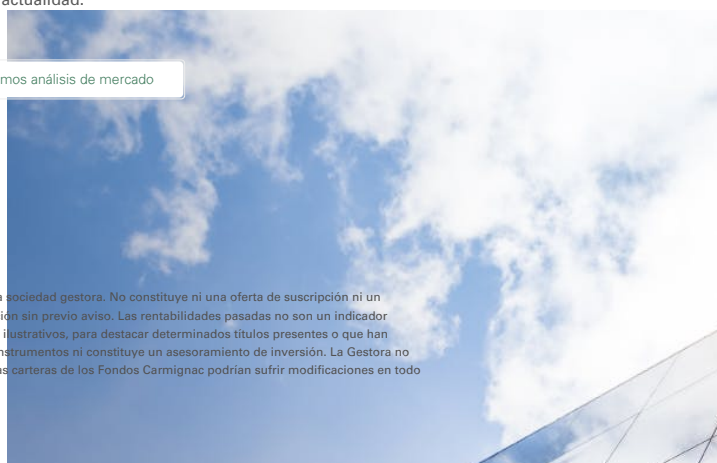 actualidad.
mos análisis de mercado
a sociedad gestora. No constituye ni una oferta de suscripción ni un
ión sin previo aviso. Las rentabilidades pasadas no son un indicador
ilustrativos, para destacar determinados títulos presentes o que han
nstrumentos ni constituye un asesoramiento de inversión. La Gestora no
as carteras de los Fondos Carmignac podrían sufrir modificaciones en todo